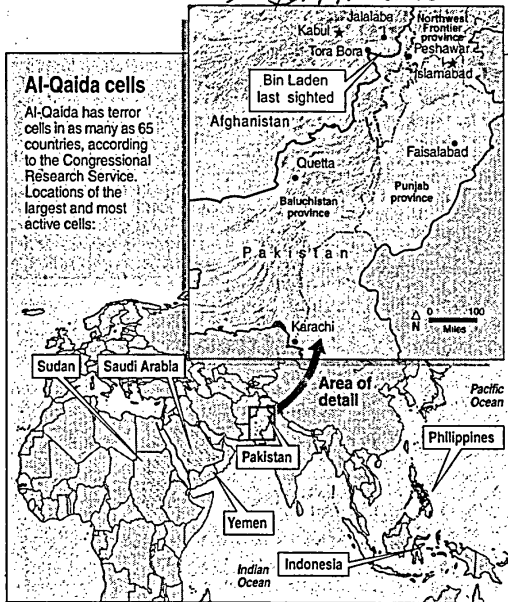 Al-Qaida cells
Al-Qaida has terror
cells in as many as 65
countries, according
to the Congressional
Research Service.
Locations of the
largest and most
active cells:
Jalalaba
Northwest
Frontier
province
Kabul
Tora Bora
Peshawar
Islamabad
Bin Laden
last sighted
Afghanistan
Faisalabad
Quetta
Punjab
province
Baluchistan
province
Pakistan
Karachi
N
0 100
Miles
Area of
detail
Sudan
Saudi Arabia
Pacific
Ocean
Philippines
Pakistan
Yemen
Indonesia
Indian
Ocean